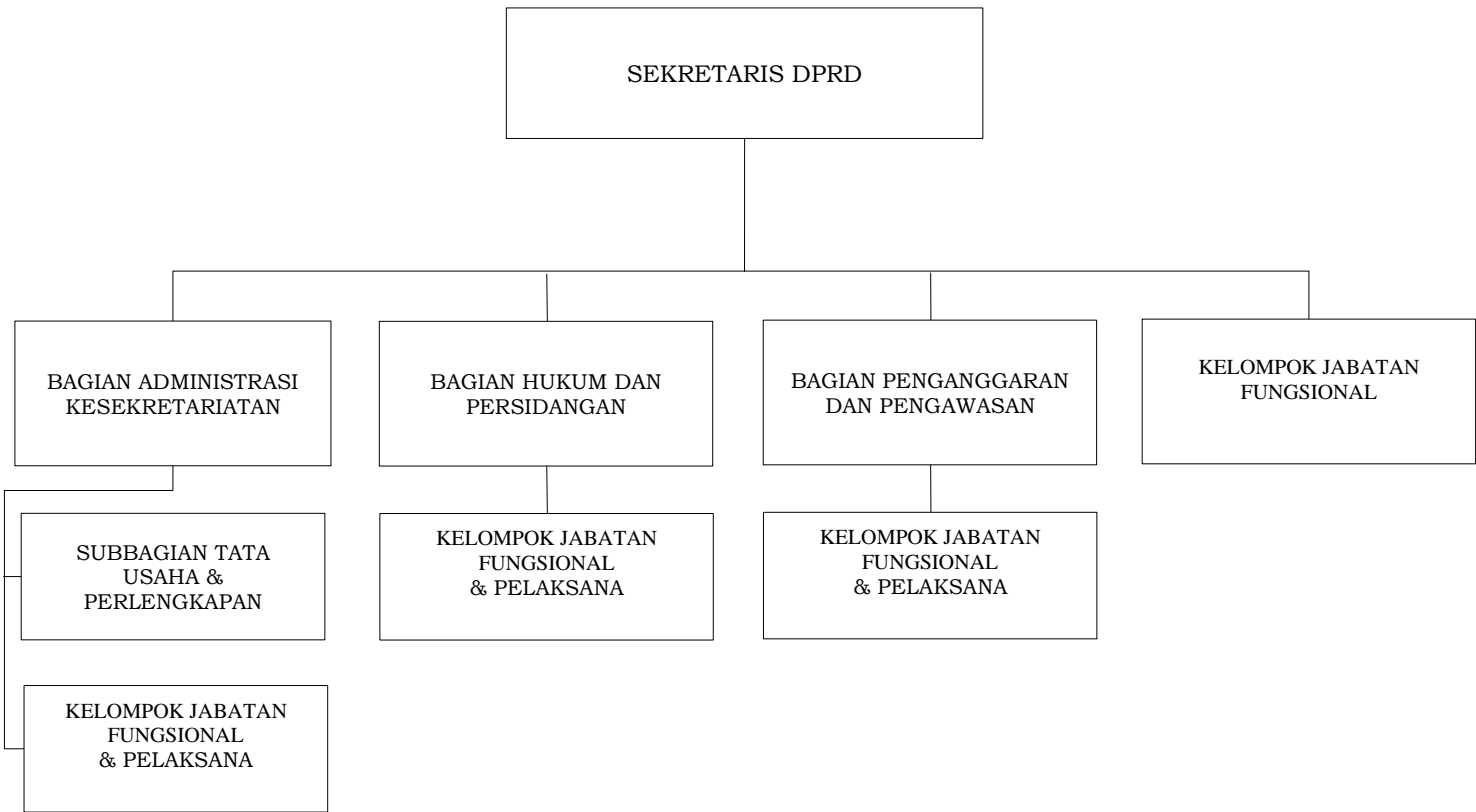 SEKRETARIS DPRD
BAGIAN ADMINISTRASI
KESEKRETARIATAN
BAGIAN HUKUM DAN
PERSIDANGAN
BAGIAN PENGANGGARAN
DAN PENGAWASAN
KELOMPOK JABATAN
FUNGSIONAL
SUBBAGIAN TATA
USAHA &
PERLENGKAPAN
KELOMPOK JABATAN
FUNGSIONAL
& PELAKSANA
KELOMPOK JABATAN
FUNGSIONAL
& PELAKSANA
KELOMPOK JABATAN
FUNGSIONAL
& PELAKSANA